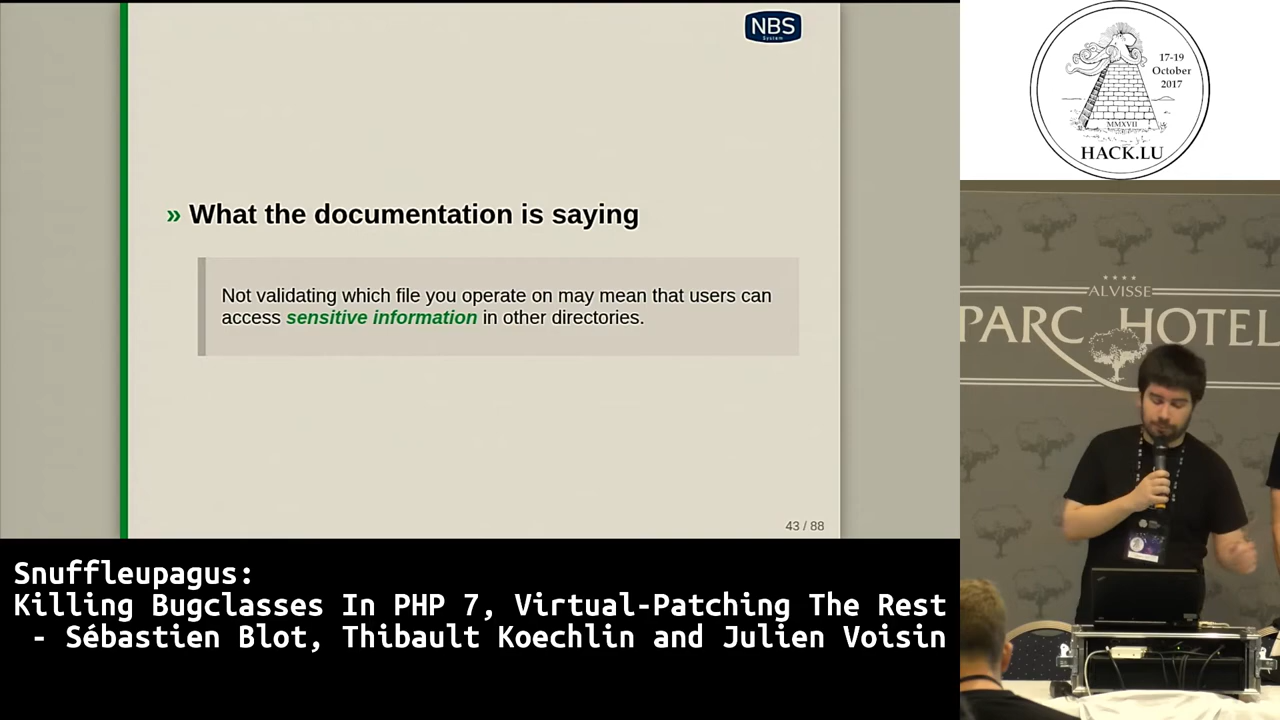 NBS
System
» What the documentation is saying
Not validating which file you operate on may mean that users can
access sensitive information in other directories.
43 / 88
Snuffleupagus:
Killing Bugclasses In PHP 7, Virtual-Patching The Rest
- Sébastien Blot, Thibault Koechlin and Julien Voisin
17-19
October
2017
MMXVII
HACK.LU
★★★★
ALVISSE
PARC HOTEL